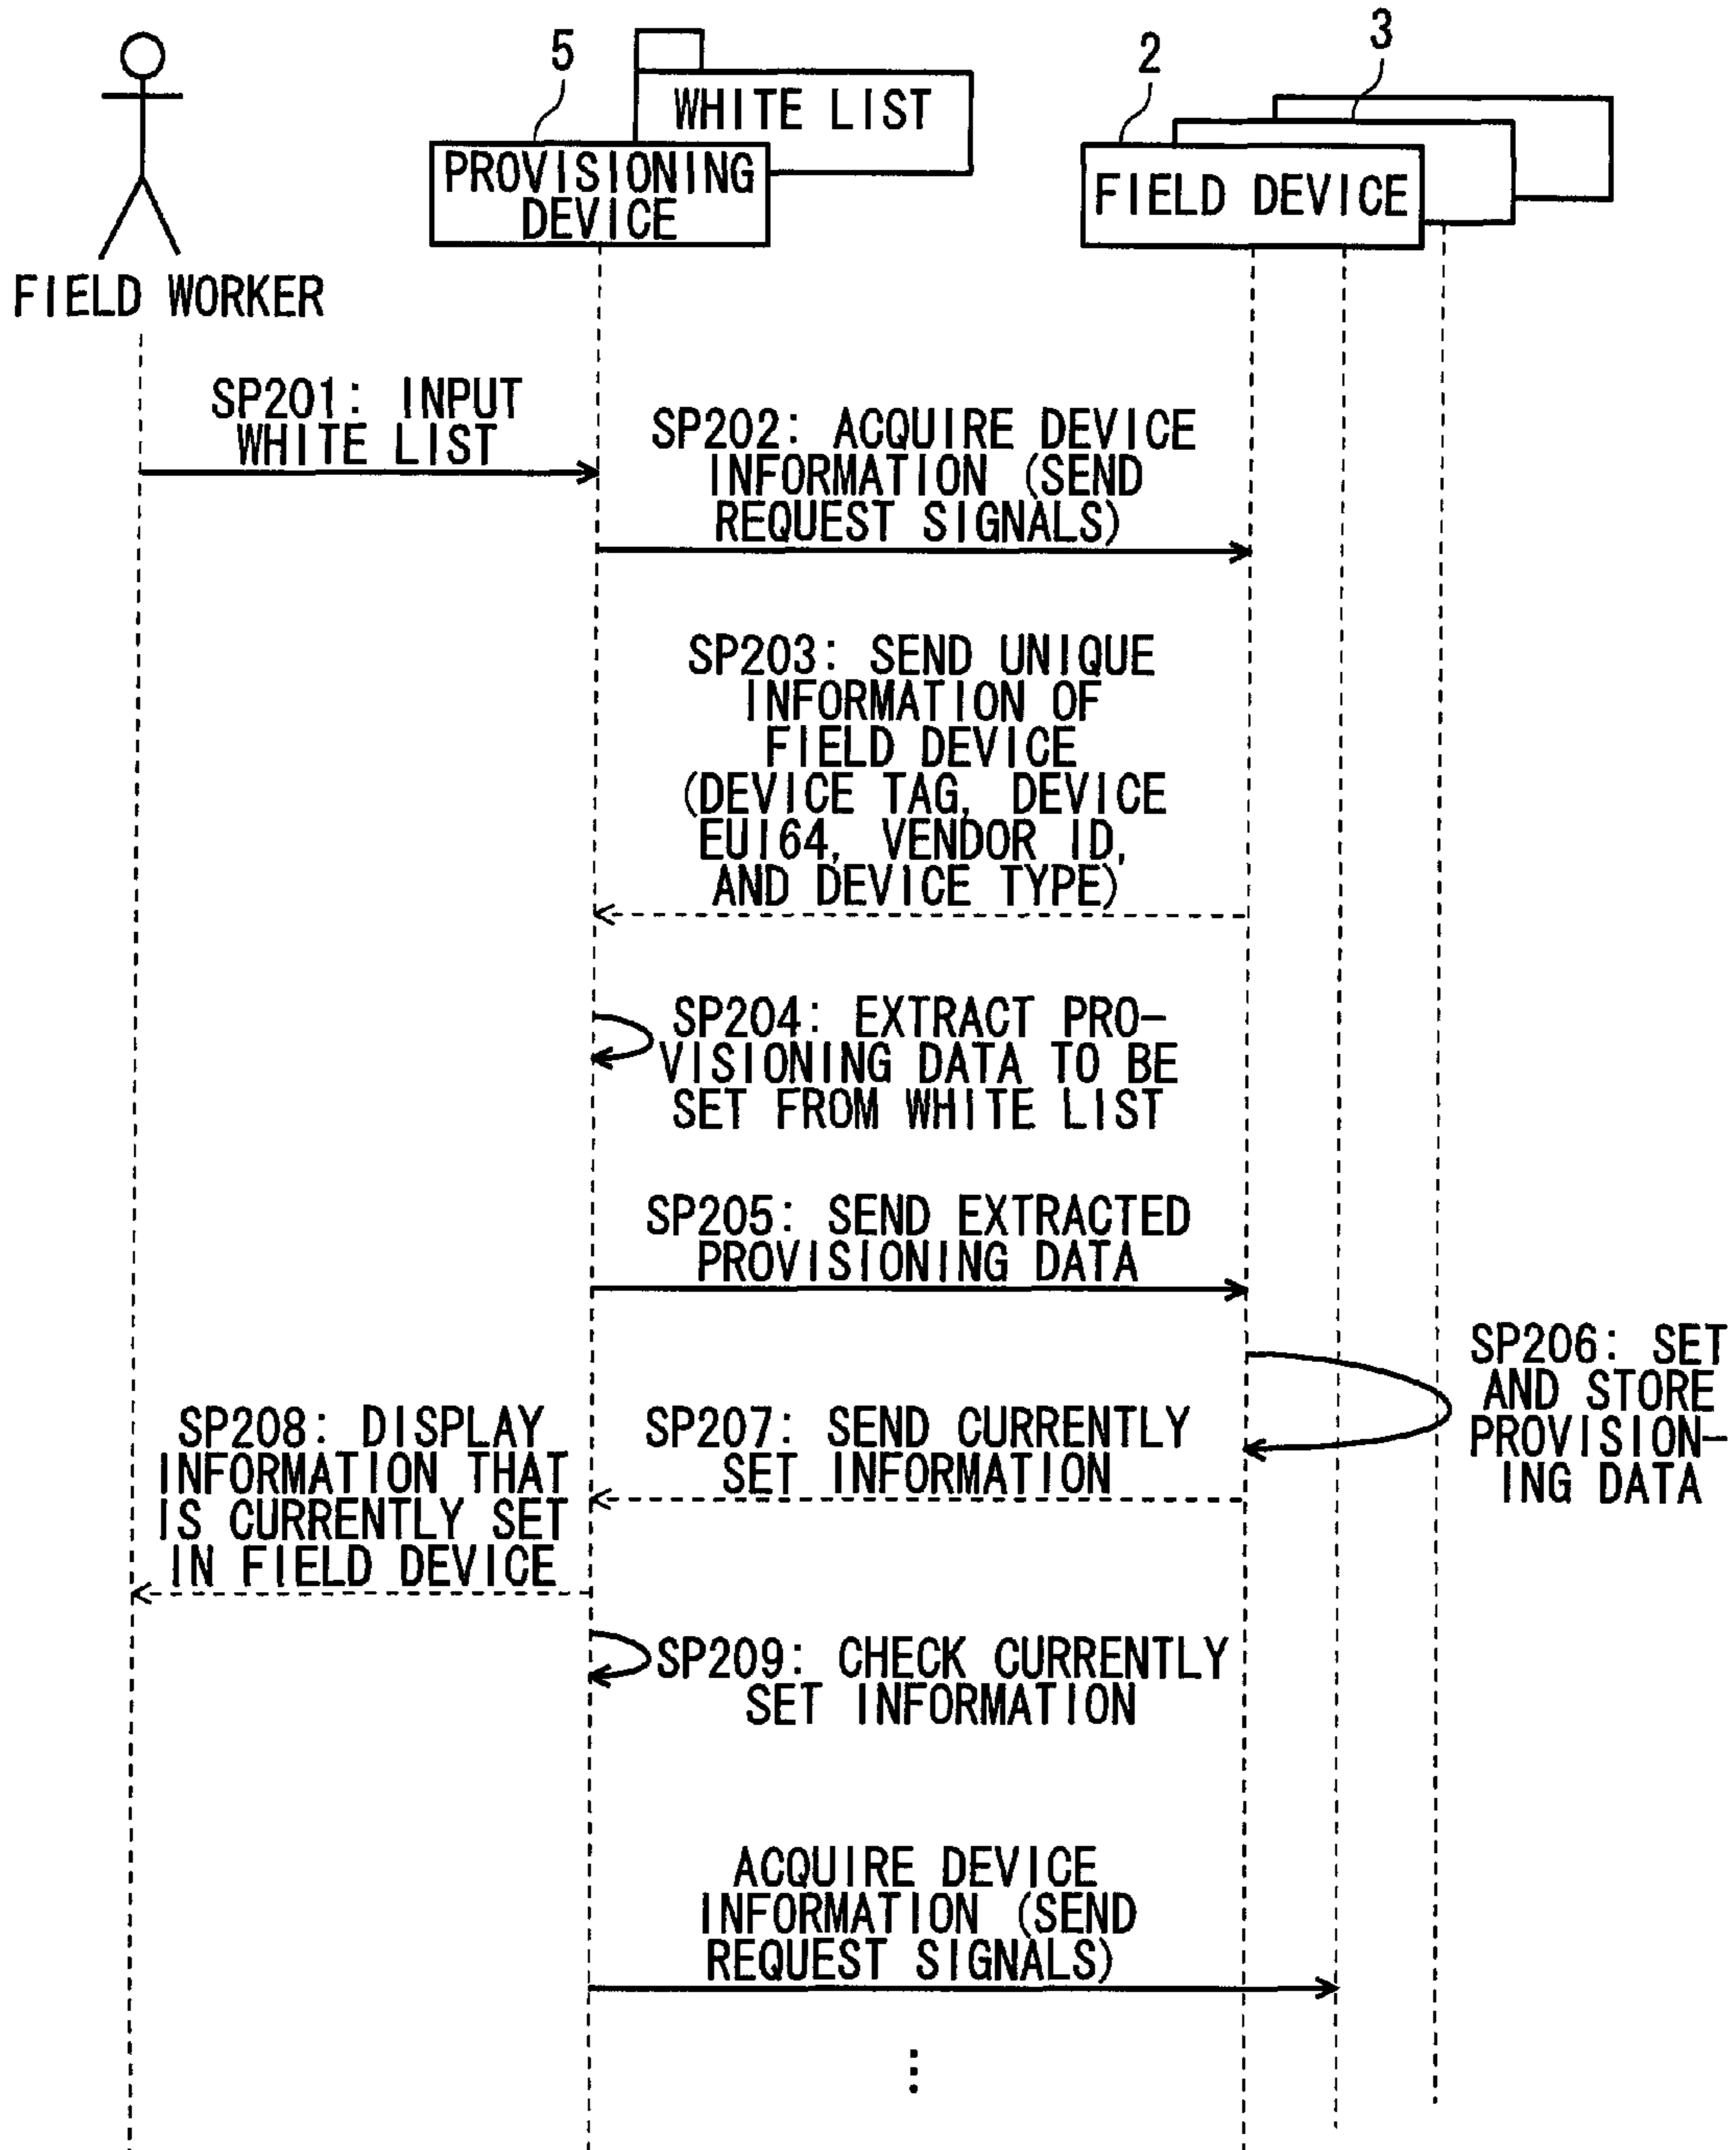 5
2
3
WHITE LIST
PROVISIONING
DEVICE
FIELD DEVICE
FIELD WORKER
SP201: INPUT
WHITE LIST
SP202: ACQUIRE DEVICE
INFORMATION (SEND
REQUEST SIGNALS)
SP203: SEND UNIQUE
INFORMATION OF
FIELD DEVICE
(DEVICE TAG, DEVICE
EUI64, VENDOR ID,
AND DEVICE TYPE)
SP204: EXTRACT PRO-
VISIONING DATA TO BE
SET FROM WHITE LIST
SP205: SEND EXTRACTED
PROVISIONING DATA
SP206: SET
AND STORE
PROVISION-
ING DATA
SP207: SEND CURRENTLY
SET INFORMATION
SP208: DISPLAY
INFORMATION THAT
IS CURRENTLY SET
IN FIELD DEVICE
SP209: CHECK CURRENTLY
SET INFORMATION
ACQUIRE DEVICE
INFORMATION (SEND
REQUEST SIGNALS)